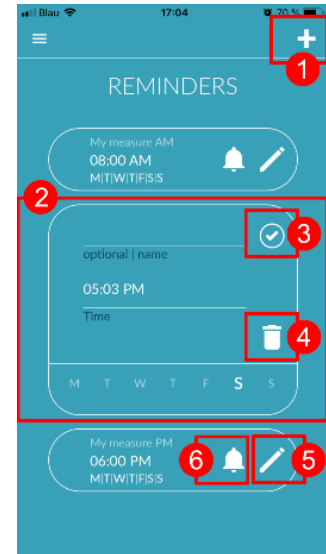 Blau 17:04 70 %
1
REMINDERS
My measure AM
08:00 AM
M|T|W|T|F|S|S
2
3
optional | name
05:03 PM
Time
4
M T W T F S S
My measure PM
06:00 PM
M|T|W|T|F|S|S
6
5